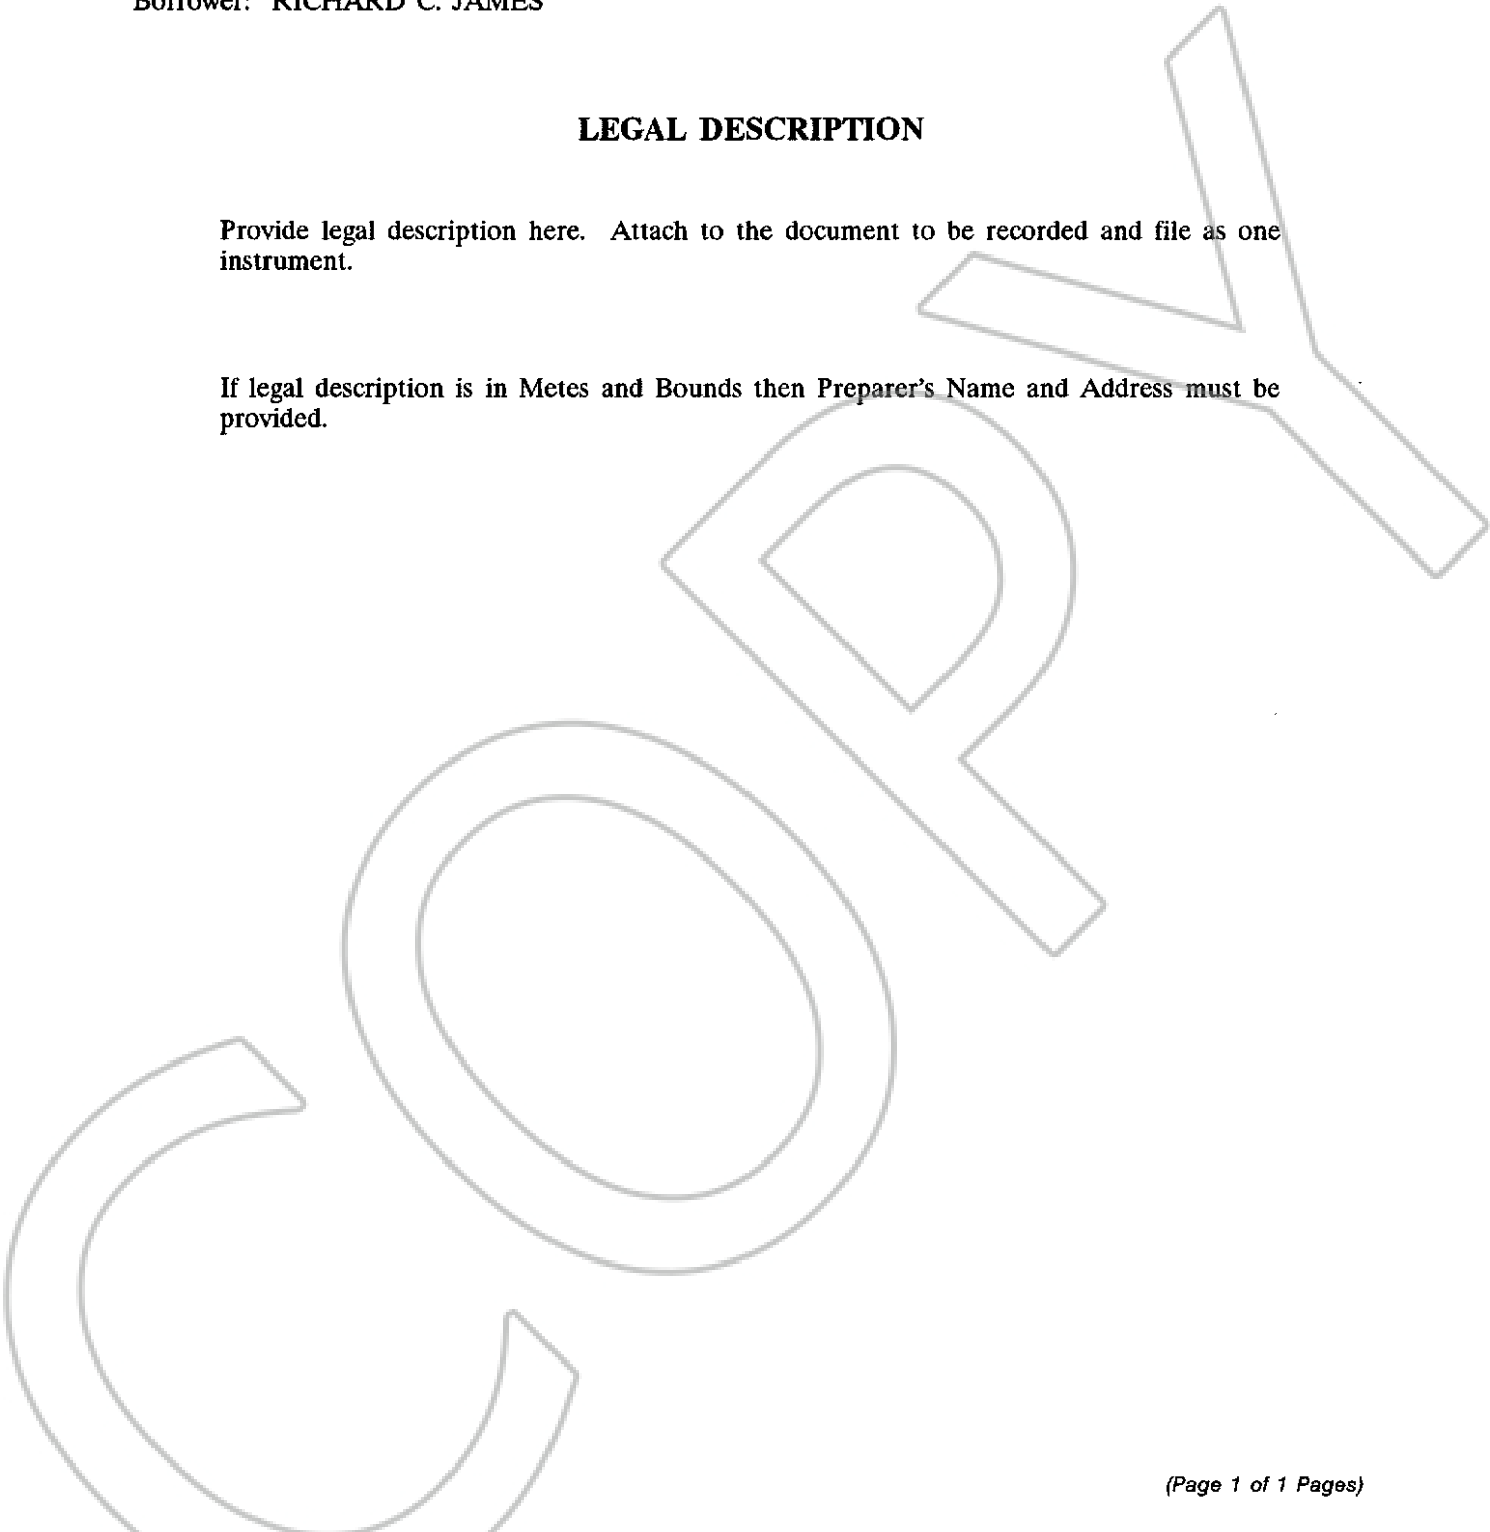 Borrower: RICHARD C. JAMES
LEGAL DESCRIPTION
Provide legal description here. Attach to the document to be recorded and file as one
instrument.
If legal description is in Metes and Bounds then Preparer's Name and Address must be
provided.
COPY
(Page 1 of 1 Pages)